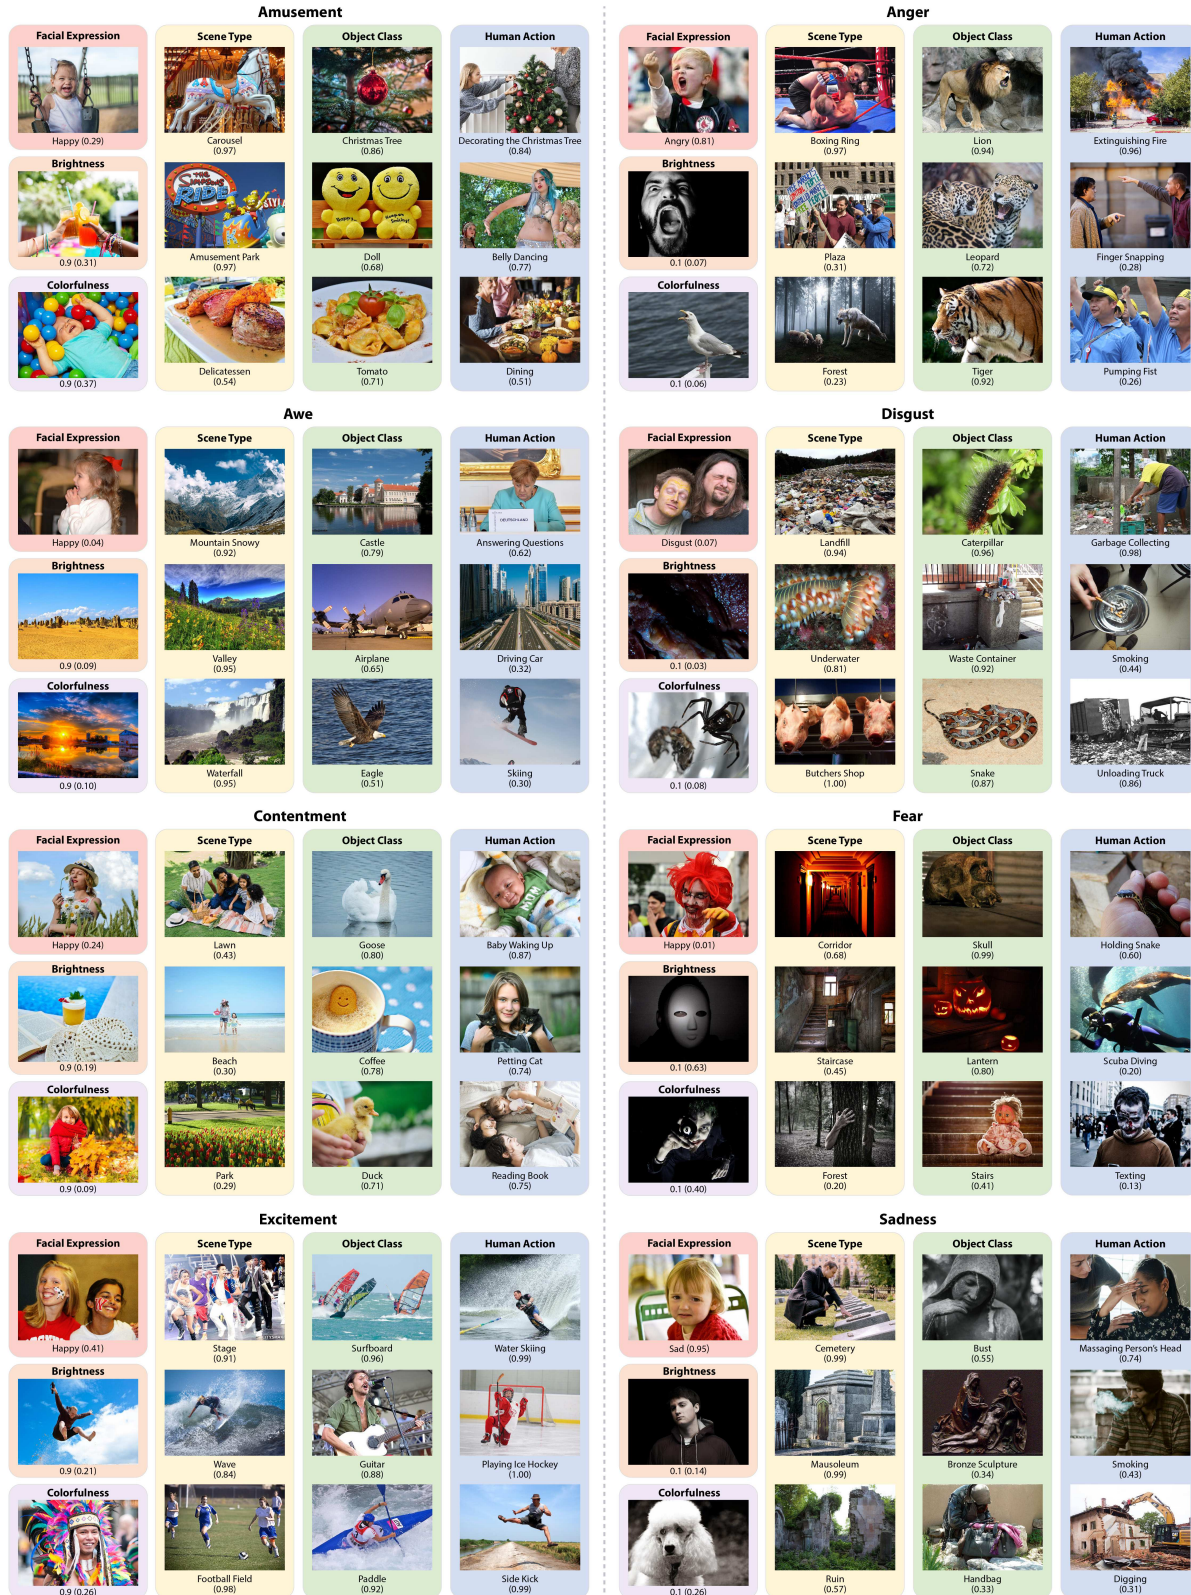 Amusement
Facial Expression
Happy (0.29)
Brightness
0.9 (0.31)
Colorfulness
0.9 (0.37)
Scene Type
Carousel
(0.97)
THE
Simpsons
RIDE
Amusement Park
(0.97)
Delicatessen
(0.54)
Object Class
Christmas Tree
(0.86)
Doll
(0.68)
Tomato
(0.71)
Human Action
Decorating the Christmas Tree
(0.84)
Belly Dancing
(0.77)
Dining
(0.51)
Anger
Facial Expression
Angry (0.81)
Brightness
0.1 (0.07)
Colorfulness
0.1 (0.06)
Scene Type
Boxing Ring
(0.97)
Plaza
(0.31)
Forest
(0.23)
Object Class
Lion
(0.94)
Leopard
(0.72)
Tiger
(0.92)
Human Action
Extinguishing Fire
(0.96)
Finger Snapping
(0.28)
Pumping Fist
(0.26)
Awe
Facial Expression
Happy (0.04)
Brightness
0.9 (0.09)
Colorfulness
0.9 (0.10)
Scene Type
Mountain Snowy
(0.92)
Valley
(0.95)
Waterfall
(0.95)
Object Class
Castle
(0.79)
Airplane
(0.65)
Eagle
(0.51)
Human Action
Answering Questions
(0.62)
Driving Car
(0.32)
Skiing
(0.30)
Disgust
Facial Expression
Disgust (0.07)
Brightness
0.1 (0.03)
Colorfulness
0.1 (0.08)
Scene Type
Landfill
(0.94)
Underwater
(0.81)
Butchers Shop
(1.00)
Object Class
Caterpillar
(0.96)
Waste Container
(0.92)
Snake
(0.87)
Human Action
Garbage Collecting
(0.98)
Smoking
(0.44)
Unloading Truck
(0.86)
Contentment
Facial Expression
Happy (0.24)
Brightness
0.9 (0.19)
Colorfulness
0.9 (0.09)
Scene Type
Lawn
(0.43)
Beach
(0.30)
Park
(0.29)
Object Class
Goose
(0.80)
Coffee
(0.78)
Duck
(0.71)
Human Action
Baby Waking Up
(0.87)
Petting Cat
(0.74)
Reading Book
(0.75)
Fear
Facial Expression
Happy (0.01)
Brightness
0.1 (0.63)
Colorfulness
0.1 (0.40)
Scene Type
Corridor
(0.68)
Staircase
(0.45)
Forest
(0.20)
Object Class
Skull
(0.99)
Lantern
(0.80)
Stairs
(0.41)
Human Action
Holding Snake
(0.60)
Scuba Diving
(0.20)
Texting
(0.13)
Excitement
Facial Expression
Happy (0.41)
Brightness
0.9 (0.21)
Colorfulness
0.9 (0.26)
Scene Type
Stage
(0.91)
Wave
(0.84)
Football Field
(0.98)
Object Class
Surfboard
(0.96)
Guitar
(0.88)
Paddle
(0.92)
Human Action
Water Skiing
(0.99)
Playing Ice Hockey
(1.00)
Side Kick
(0.99)
Sadness
Facial Expression
Sad (0.95)
Brightness
0.1 (0.14)
Colorfulness
0.1 (0.26)
Scene Type
Cemetery
(0.99)
Mausoleum
(0.99)
Ruin
(0.57)
Object Class
Bust
(0.55)
Bronze Sculpture
(0.34)
Handbag
(0.33)
Human Action
Massaging Person's Head
(0.74)
Smoking
(0.43)
Digging
(0.31)